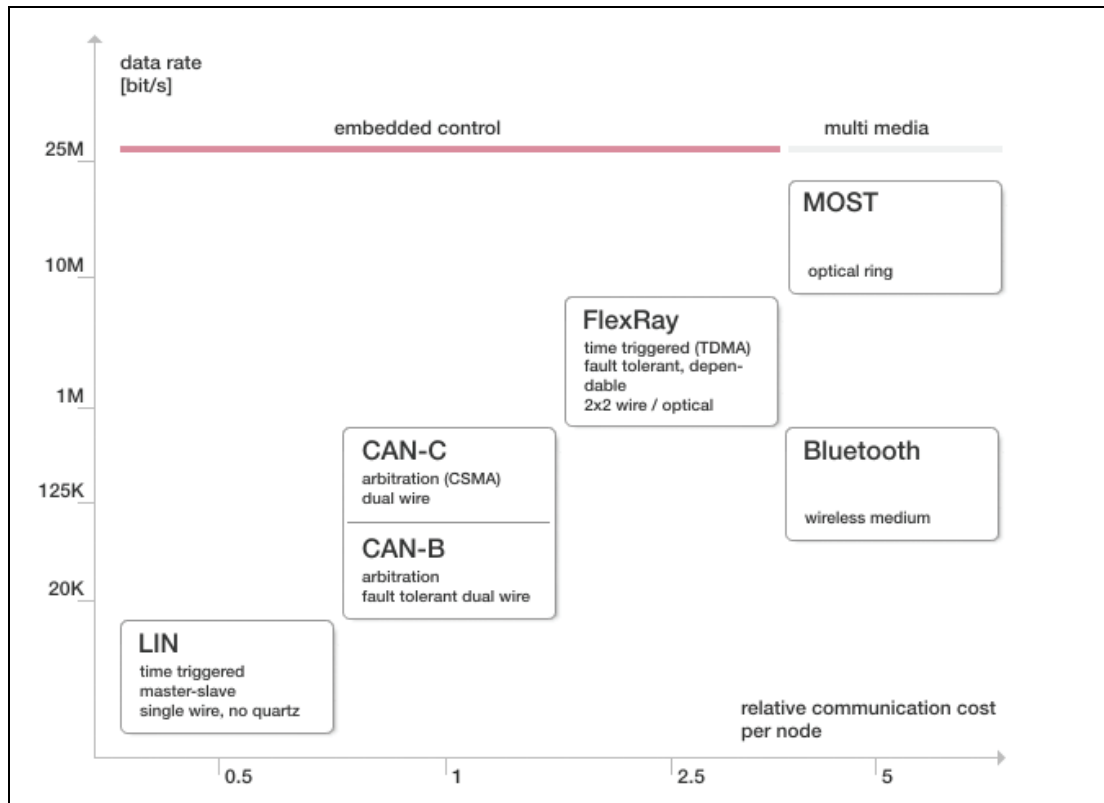 data rate
[bit/s]
embedded control
multi media
25M
MOST
optical ring
10M
FlexRay
time triggered (TDMA)
fault tolerant, depen-
dable
2x2 wire / optical
1M
CAN-C
arbitration (CSMA)
dual wire
Bluetooth
wireless medium
125K
CAN-B
arbitration
fault tolerant dual wire
20K
LIN
time triggered
master-slave
single wire, no quartz
relative communication cost
per node
0.5
1
2.5
5